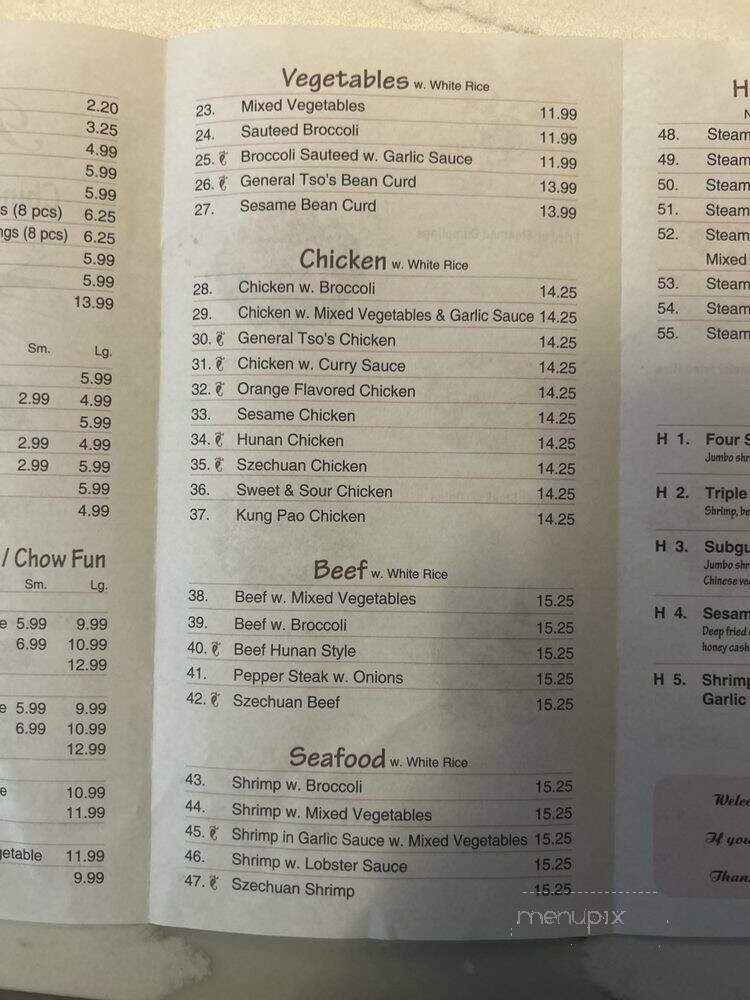 2.20
3.25
4.99
5.99
5.99
s (8 pcs) 6.25
ngs (8 pcs) 6.25
5.99
5.99
13.99
Sm. Lg.
5.99
2.99 4.99
5.99
2.99 4.99
2.99 5.99
5.99
4.99
/ Chow Fun
Sm. Lg.
e 5.99 9.99
6.99 10.99
12.99
e 5.99 9.99
6.99 10.99
12.99
e 10.99
11.99
getable 11.99
9.99
Vegetables w. White Rice
23. Mixed Vegetables 11.99
24. Sauteed Broccoli 11.99
25. Broccoli Sauteed w. Garlic Sauce 11.99
26. General Tso's Bean Curd 13.99
27. Sesame Bean Curd 13.99
Chicken w. White Rice
28. Chicken w. Broccoli 14.25
29. Chicken w. Mixed Vegetables & Garlic Sauce 14.25
30. General Tso's Chicken 14.25
31. Chicken w. Curry Sauce 14.25
32. Orange Flavored Chicken 14.25
33. Sesame Chicken 14.25
34. Hunan Chicken 14.25
35. Szechuan Chicken 14.25
36. Sweet & Sour Chicken 14.25
37. Kung Pao Chicken 14.25
Beef w. White Rice
38. Beef w. Mixed Vegetables 15.25
39. Beef w. Broccoli 15.25
40. Beef Hunan Style 15.25
41. Pepper Steak w. Onions 15.25
42. Szechuan Beef 15.25
Seafood w. White Rice
43. Shrimp w. Broccoli 15.25
44. Shrimp w. Mixed Vegetables 15.25
45. Shrimp in Garlic Sauce w. Mixed Vegetables 15.25
46. Shrimp w. Lobster Sauce 15.25
47. Szechuan Shrimp 15.25
menupix
H
N
48. Steam
49. Steam
50. Steam
51. Steam
52. Steam
Mixed
53. Steam
54. Steam
55. Steam
H 1. Four S
Jumbo shr
H 2. Triple
Shrimp, be
H 3. Subgu
Jumbo shr
Chinese ve
H 4. Sesam
Deep fried
honey cash
H 5. Shrimp
Garlic
Welco
If you
Than